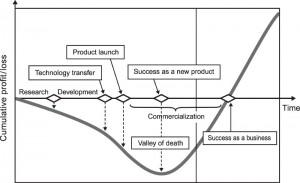 Cumulative profit/loss
Product launch
Technology transfer
Success as a new product
Research
Development
Time
Commercialization
Valley of death
Success as a business